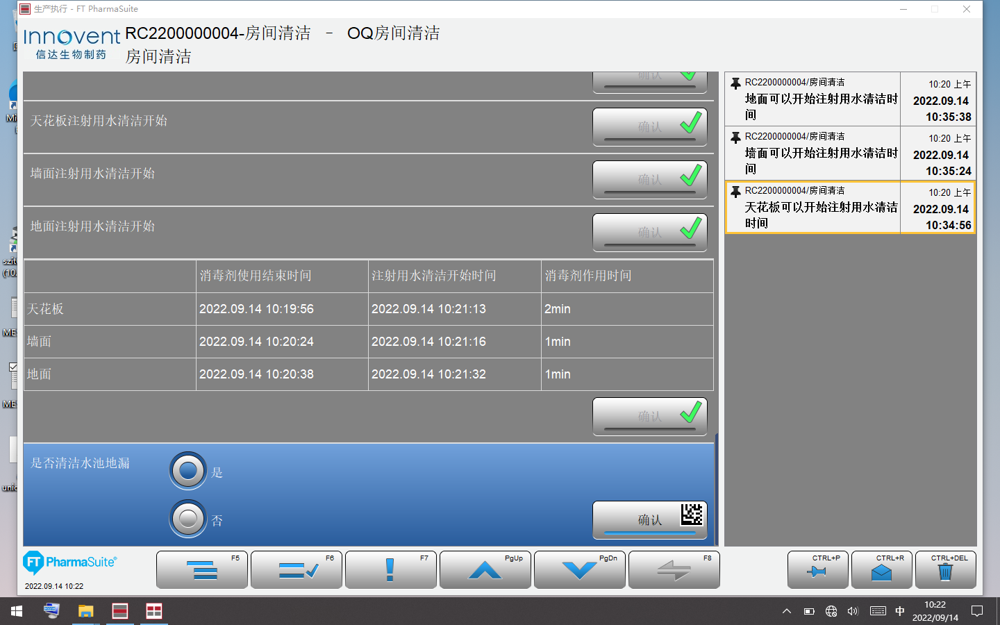 生产执行 - FT PharmaSuite
innovent
信达生物制药
RC2200000004-房间清洁 - OQ房间清洁
房间清洁
确认
天花板注射用水清洁开始
确认
墙面注射用水清洁开始
确认
地面注射用水清洁开始
确认
消毒剂使用结束时间 注射用水清洁开始时间 消毒剂作用时间
天花板 2022.09.14 10:19:56 2022.09.14 10:21:13 2min
墙面 2022.09.14 10:20:24 2022.09.14 10:21:16 1min
地面 2022.09.14 10:20:38 2022.09.14 10:21:32 1min
确认
是否清洁水池地漏
是
否
确认
RC2200000004/房间清洁 10:20 上午
地面可以开始注射用水清洁时间
2022.09.14
10:35:38
RC2200000004/房间清洁 10:20 上午
墙面可以开始注射用水清洁时间
2022.09.14
10:35:24
RC2200000004/房间清洁 10:20 上午
天花板可以开始注射用水清洁时间
2022.09.14
10:34:56
FT PharmaSuite
2022.09.14 10:22
F5
F6
F7
PgUp
PgDn
F8
CTRL+P
CTRL+R
CTRL+DEL
Mi
szit
(10.
ME
ME
unic
中
10:22
2022/09/14